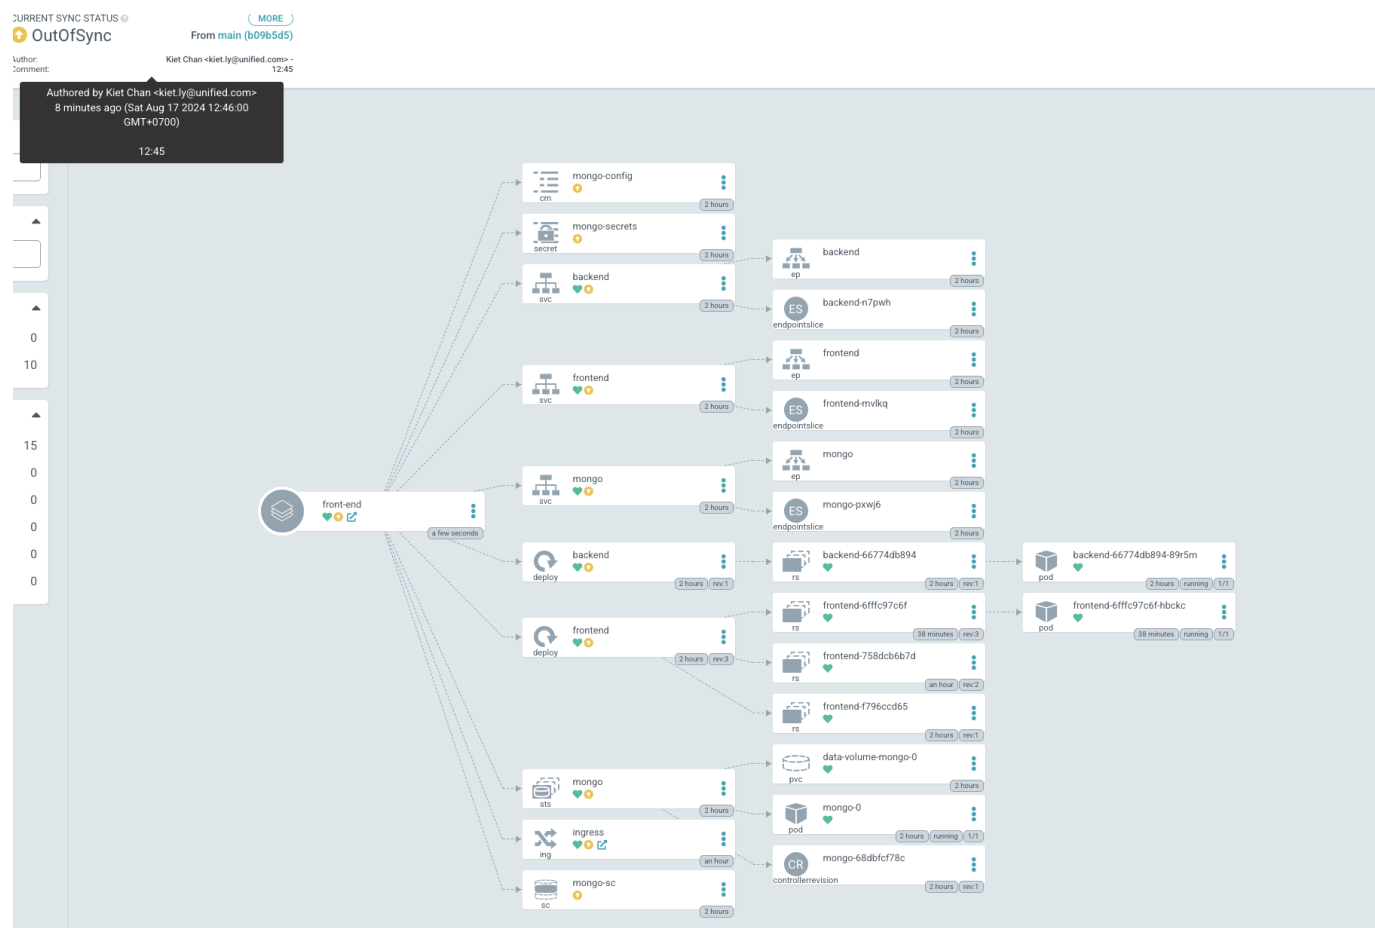 CURRENT SYNC STATUS
MORE
OutOfSync
From main (b09b5d5)
Author:
Kiet Chan <kiet.ly@unified.com> -
Comment:
12:45
Authored by Kiet Chan <kiet.ly@unified.com>
8 minutes ago (Sat Aug 17 2024 12:46:00
GMT+0700)
12:45
0
10
15
0
0
0
0
0
front-end
a few seconds
mongo-config
cm
2 hours
mongo-secrets
secret
2 hours
backend
svc
2 hours
frontend
svc
2 hours
mongo
svc
2 hours
backend
deploy
2 hours
rev:1
frontend
deploy
2 hours
rev:3
mongo
sts
2 hours
ingress
ing
an hour
mongo-sc
sc
2 hours
backend
ep
2 hours
ES
backend-n7pwh
endpointslice
2 hours
frontend
ep
2 hours
ES
frontend-mvlkq
endpointslice
2 hours
mongo
ep
2 hours
ES
mongo-pxwj6
endpointslice
2 hours
backend-66774db894
rs
2 hours
rev:1
frontend-6fffc97c6f
rs
38 minutes
rev:3
frontend-758dcb6b7d
rs
an hour
rev:2
frontend-f796ccd65
rs
2 hours
rev:1
data-volume-mongo-0
pvc
2 hours
mongo-0
pod
2 hours
running
1/1
CR
mongo-68dbfcf78c
controllerrevision
2 hours
rev:1
backend-66774db894-89r5m
pod
2 hours
running
1/1
frontend-6fffc97c6f-hbckc
pod
38 minutes
running
1/1